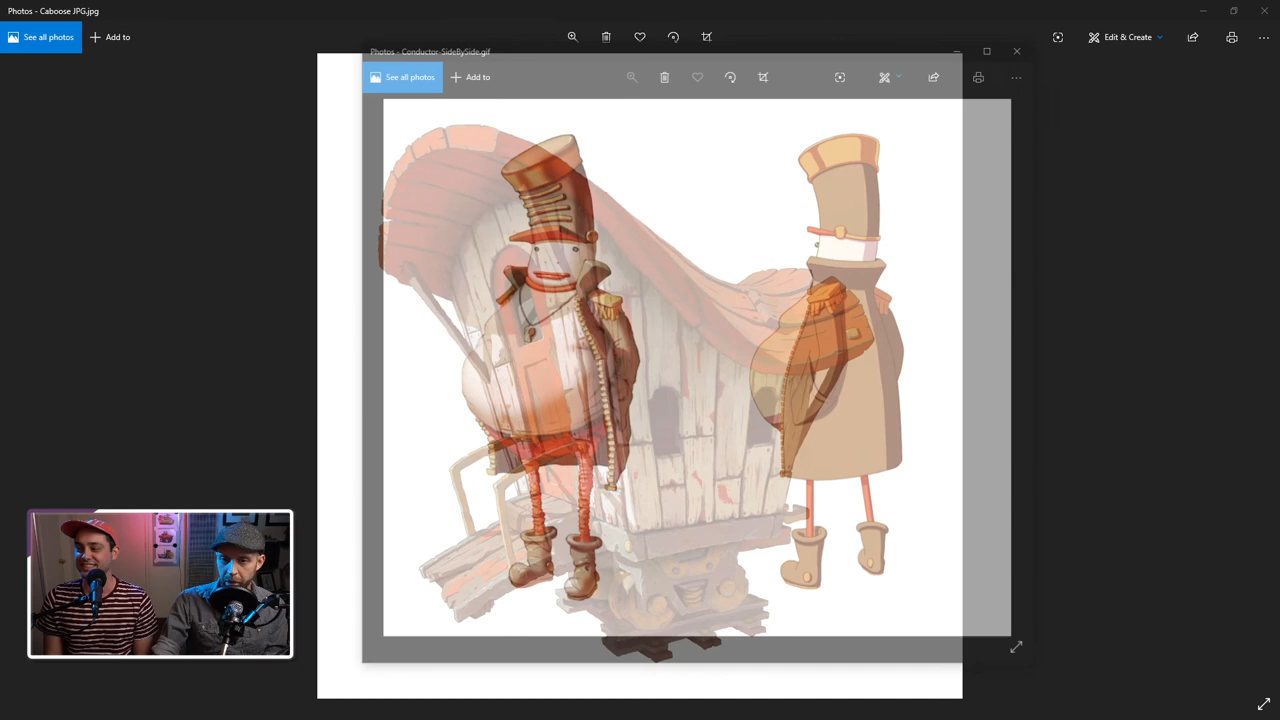 Photos - Caboose JPG.jpg
See all photos
Add to
Edit & Create
Photos - Conductor-SideBySide.gif
See all photos
Add to